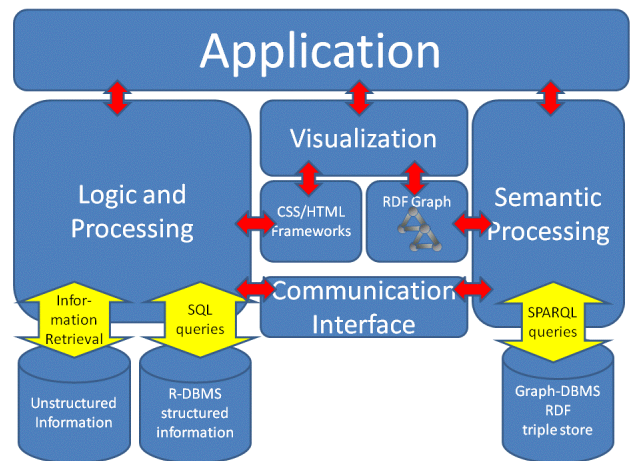 Application
Visualization
Logic and
Processing
CSS/HTML
Frameworks
RDF Graph
Semantic
Processing
Communication
Interface
Infor-
mation
Retrieval
SQL
queries
SPARQL
queries
Unstructured
Information
R-DBMS
structured
information
Graph-DBMS
RDF
triple store